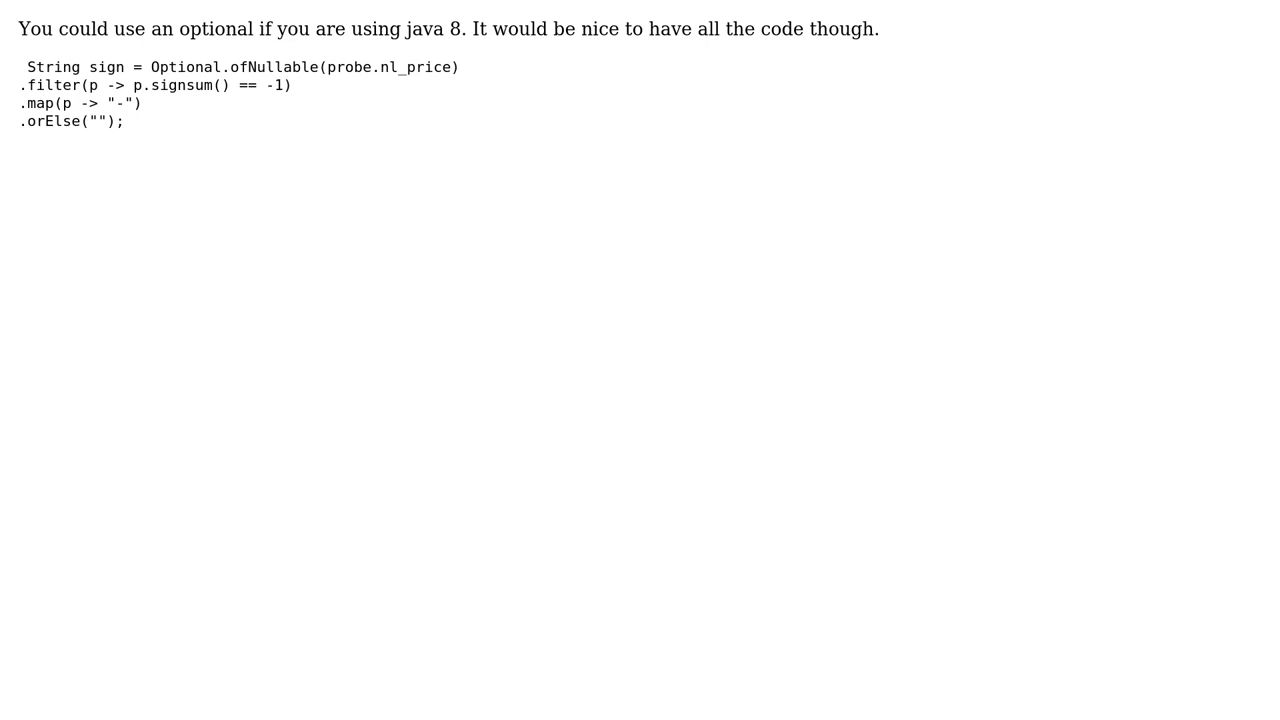 You could use an optional if you are using java 8. It would be nice to have all the code though.
 String sign = Optional.ofNullable(probe.nl_price)
.filter(p -> p.signsum() == -1)
.map(p -> "-")
.orElse("");